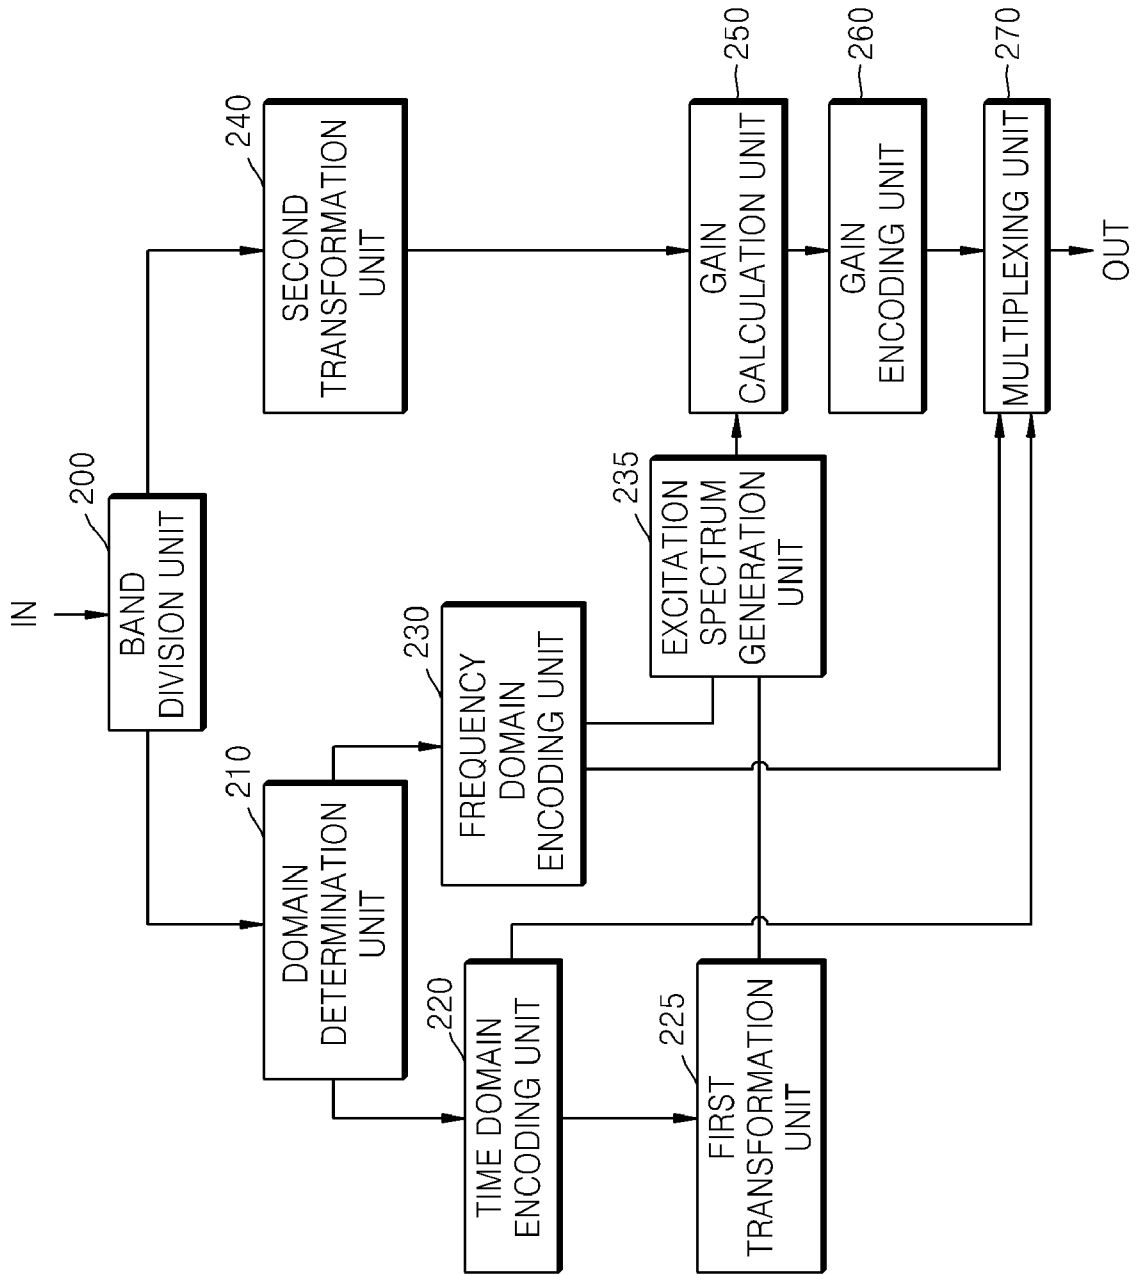 IN
200
BAND
DIVISION UNIT
210
DOMAIN
DETERMINATION
UNIT
240
SECOND
TRANSFORMATION
UNIT
220
TIME DOMAIN
ENCODING UNIT
230
FREQUENCY
DOMAIN
ENCODING UNIT
225
FIRST
TRANSFORMATION
UNIT
235
EXCITATION
SPECTRUM
GENERATION
UNIT
250
GAIN
CALCULATION UNIT
260
GAIN
ENCODING UNIT
270
MULTIPLEXING UNIT
OUT